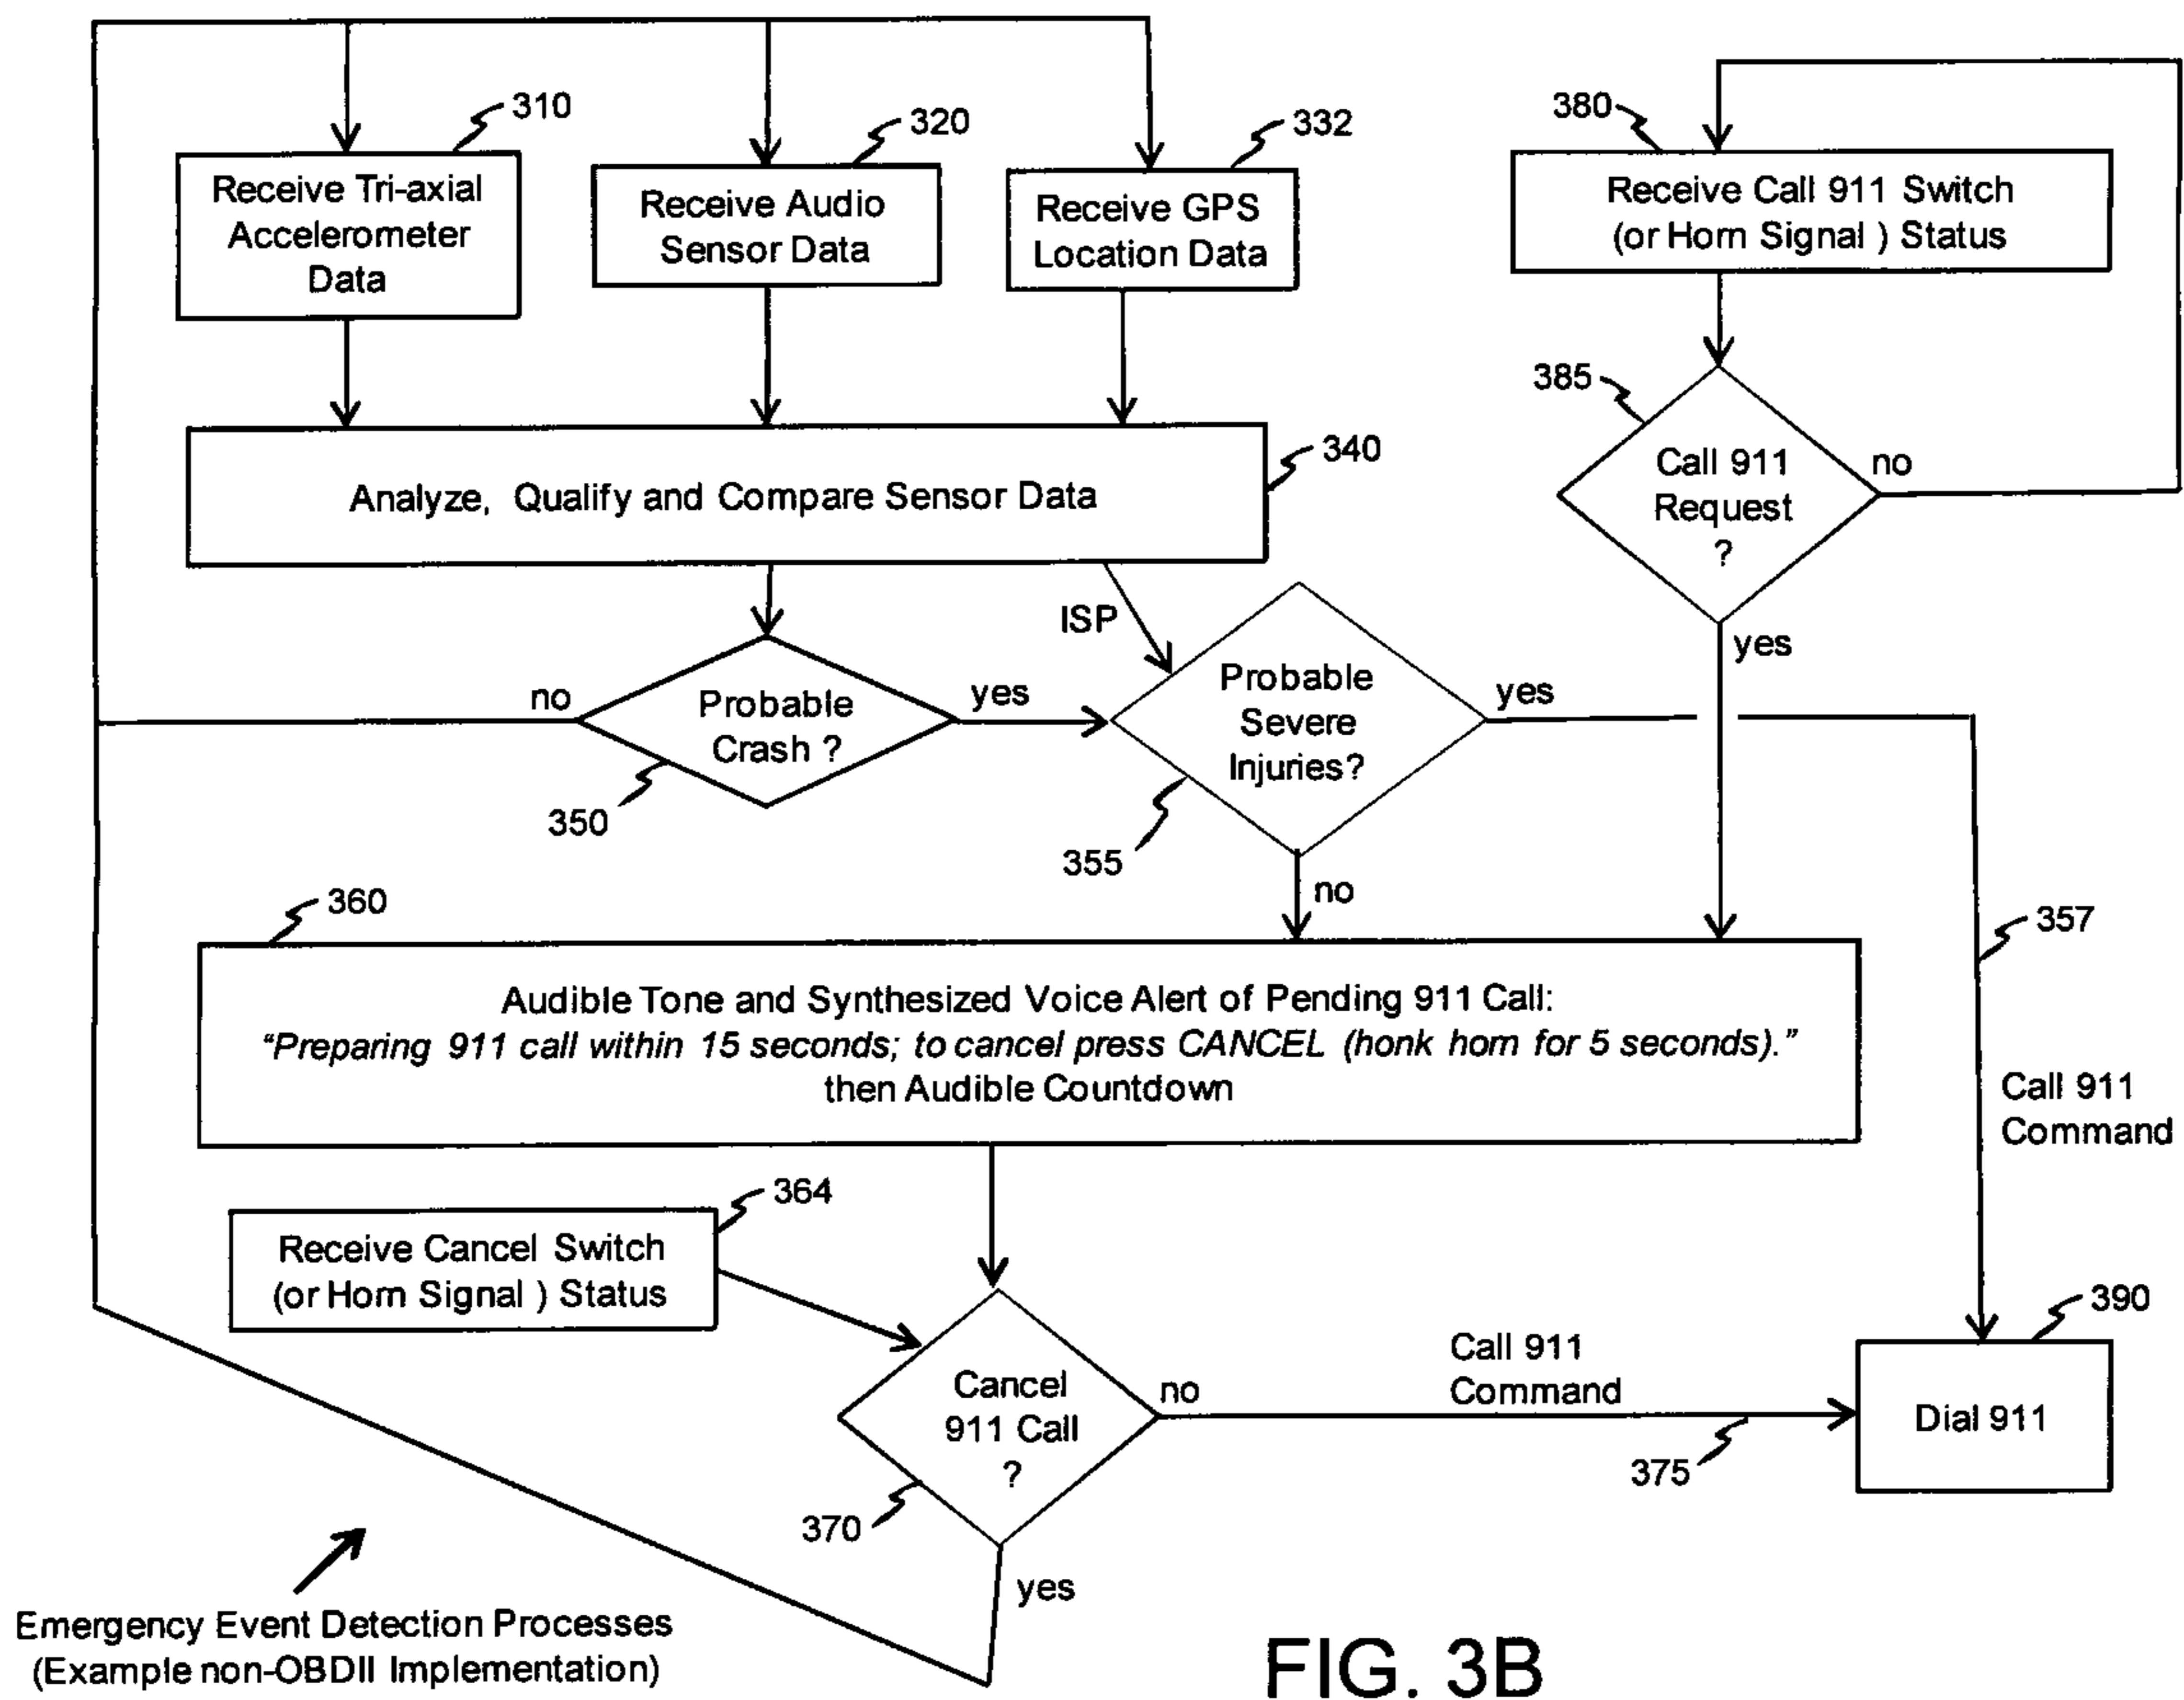 310
320
332
380
Receive Tri-axial
Accelerometer
Data
Receive Audio
Sensor Data
Receive GPS
Location Data
Receive Call 911 Switch
(or Horn Signal ) Status
385
Call 911
Request
?
no
yes
340
Analyze, Qualify and Compare Sensor Data
ISP
no
Probable
Crash ?
yes
350
Probable
Severe
Injuries?
yes
355
no
357
360
Audible Tone and Synthesized Voice Alert of Pending 911 Call:
“Preparing 911 call within 15 seconds; to cancel press CANCEL (honk horn for 5 seconds).”
then Audible Countdown
Call 911
Command
364
Receive Cancel Switch
(or Horn Signal ) Status
390
Cancel
911 Call
?
no
Call 911
Command
Dial 911
375
370
yes
Emergency Event Detection Processes
(Example non-OBDII Implementation)
FIG. 3B